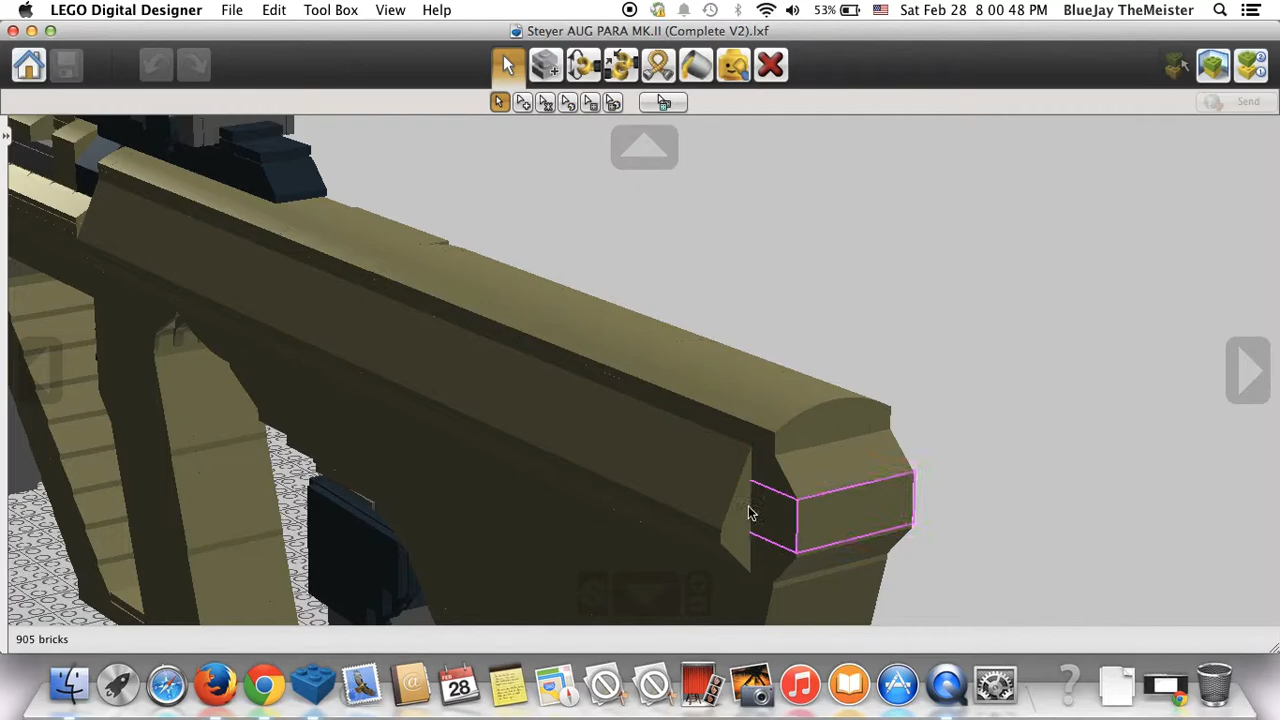 LEGO Digital Designer File Edit View Tool Box Window Help 53% Sat Feb 28 8:00:48 PM BlueJay TheMeister
Steyer AUG PARA MK.II (Complete V2).lxf
Send
905 bricks
28